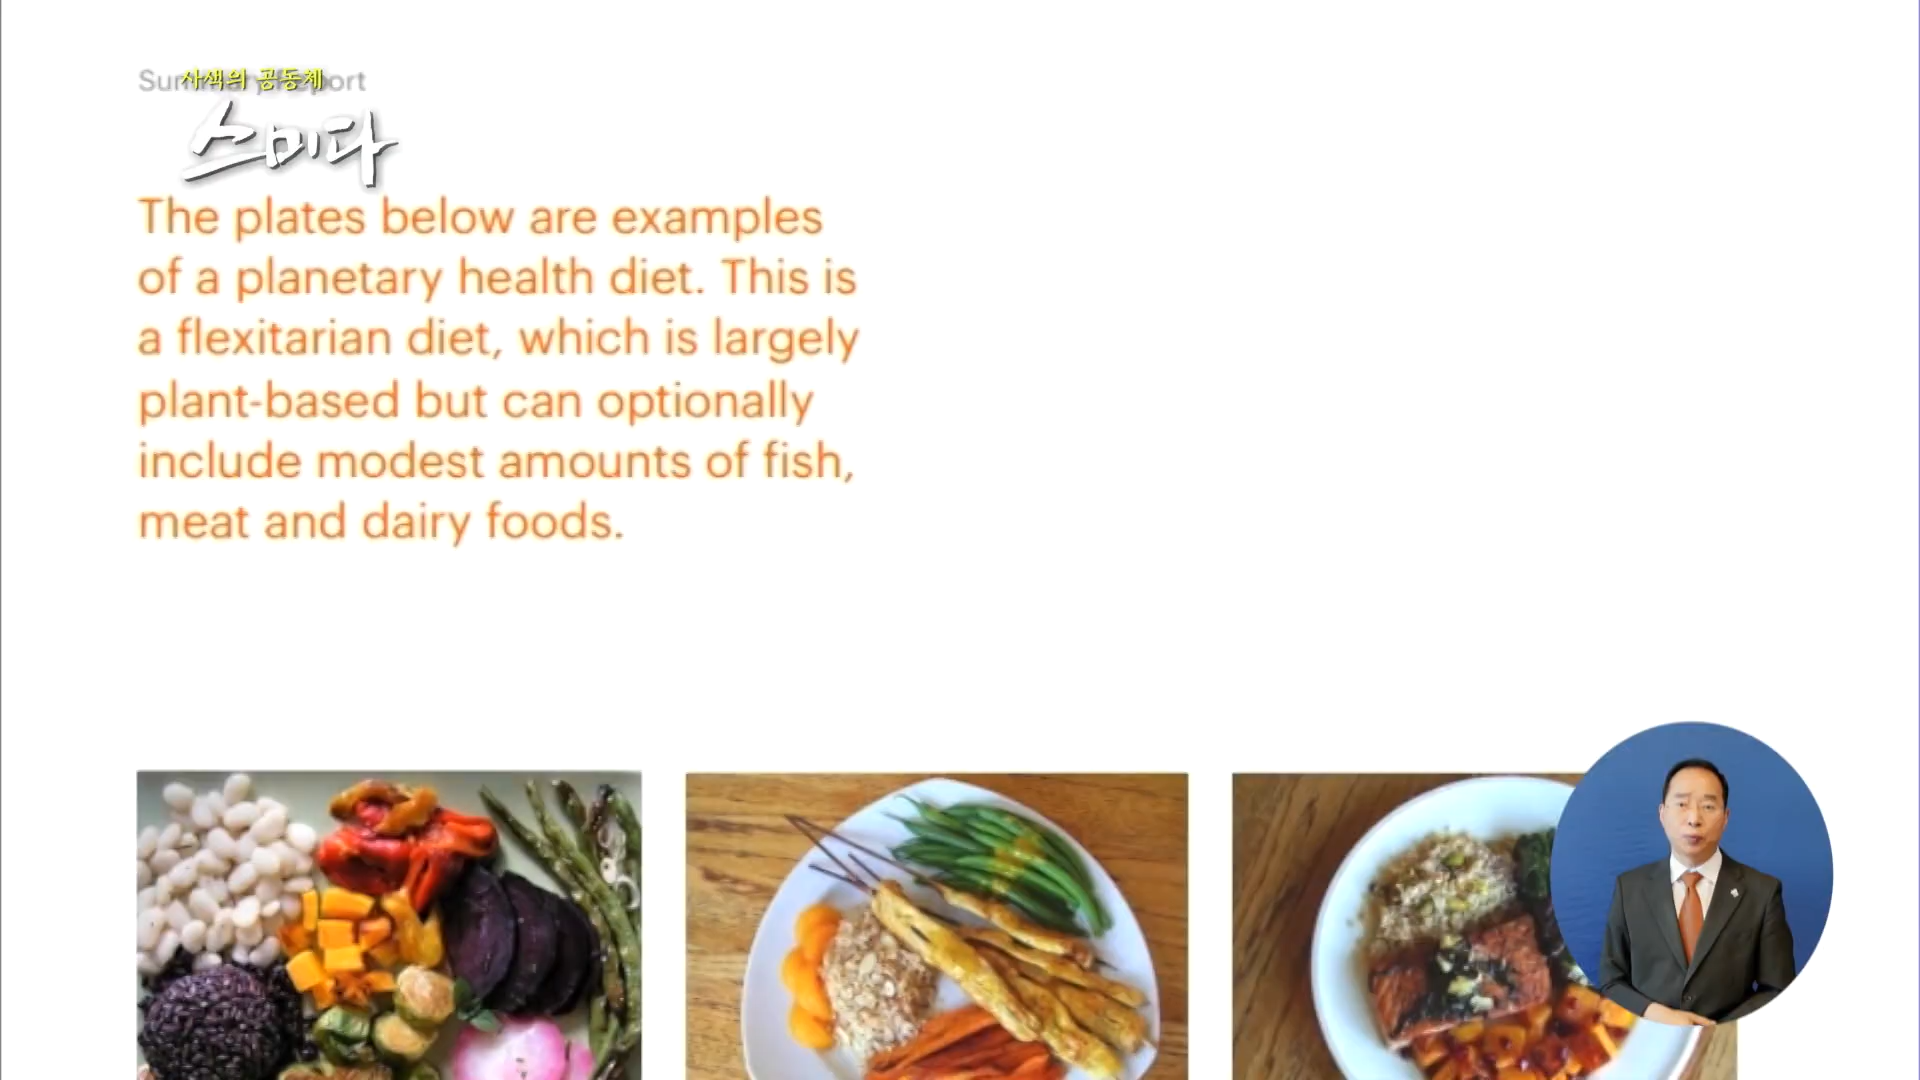 사색의 공동체
스미다
The plates below are examples
of a planetary health diet. This is
a flexitarian diet, which is largely
plant-based but can optionally
include modest amounts of fish,
meat and dairy foods.